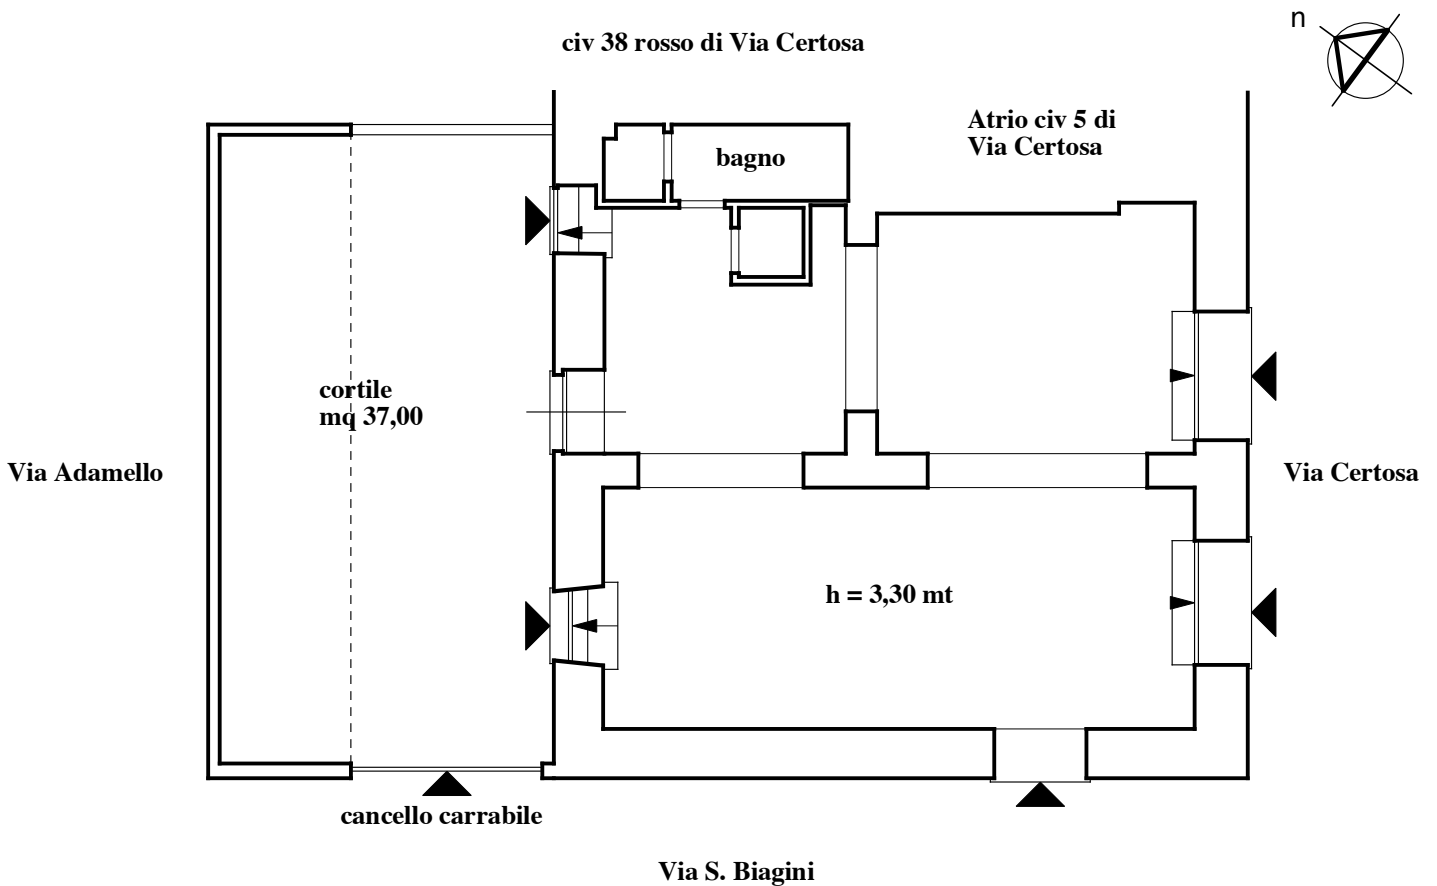 n
civ 38 rosso di Via Certosa
Atrio civ 5 di
Via Certosa
bagno
cortile
mq 37,00
Via Adamello
Via Certosa
h = 3,30 mt
cancello carrabile
Via S. Biagini